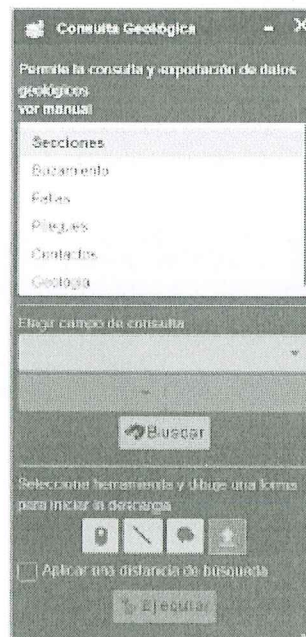 Consulta Geológica
Permite la consulta y exportación de datos
geológicos
ver manual
Secciones
Buzamiento
Fallas
Pliegues
Contactos
Geología
Elegir campo de consulta
Buscar
Seleccione herramienta y dibuje una forma
para iniciar la descarga
Aplicar una distancia de búsqueda
Ejecutar